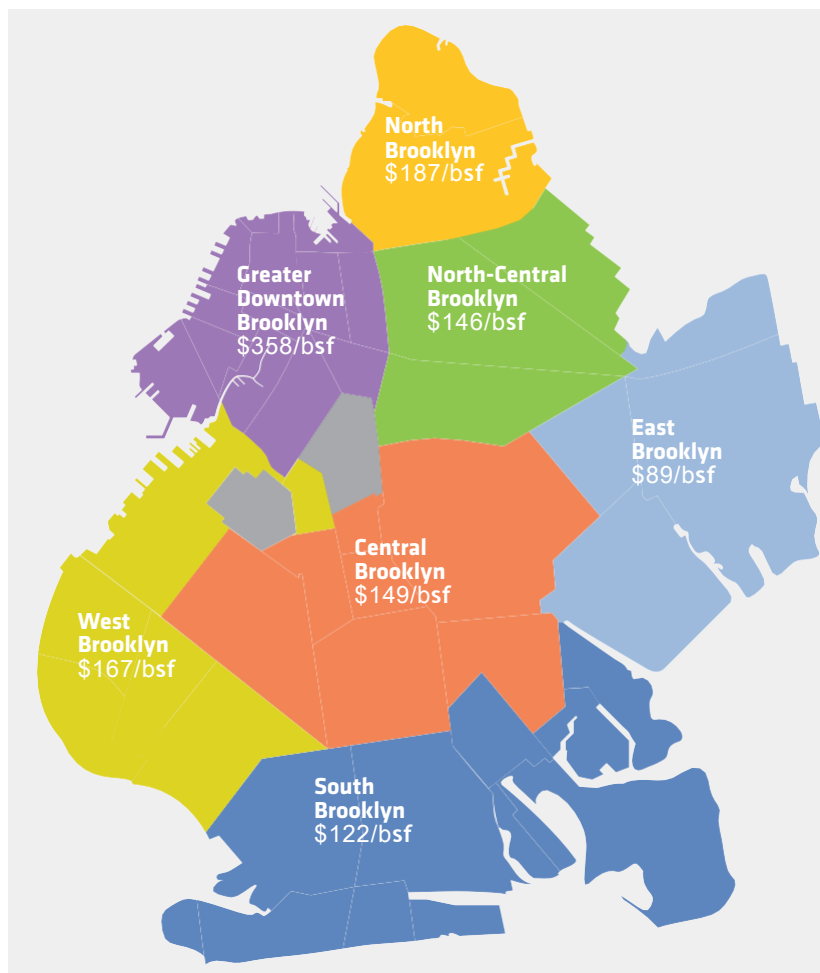 North
Brooklyn
$187/bsf
Greater
Downtown
Brooklyn
$358/bsf
North-Central
Brooklyn
$146/bsf
East
Brooklyn
$89/bsf
Central
Brooklyn
$149/bsf
West
Brooklyn
$167/bsf
South
Brooklyn
$122/bsf